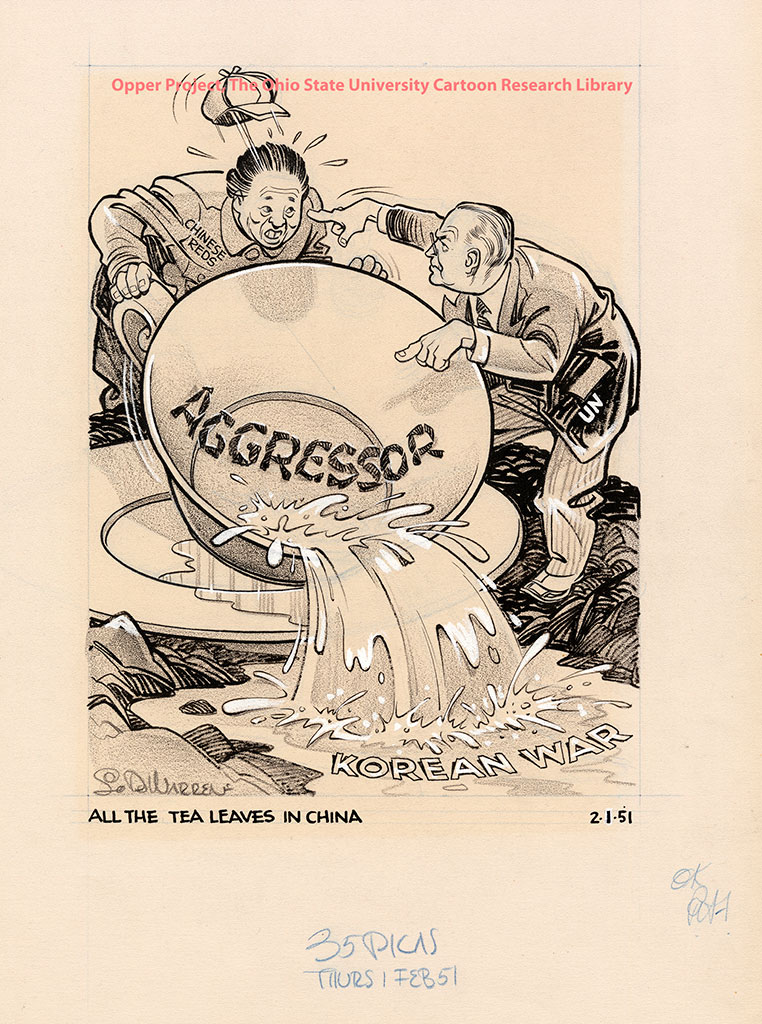 Opper Project, The Ohio State University Cartoon Research Library
CHINESE
REDS
AGGRESSOR
UN
KOREAN WAR
ALL THE TEA LEAVES IN CHINA
2·1·51
OK
35 PICAS
THURS 1 FEB 51